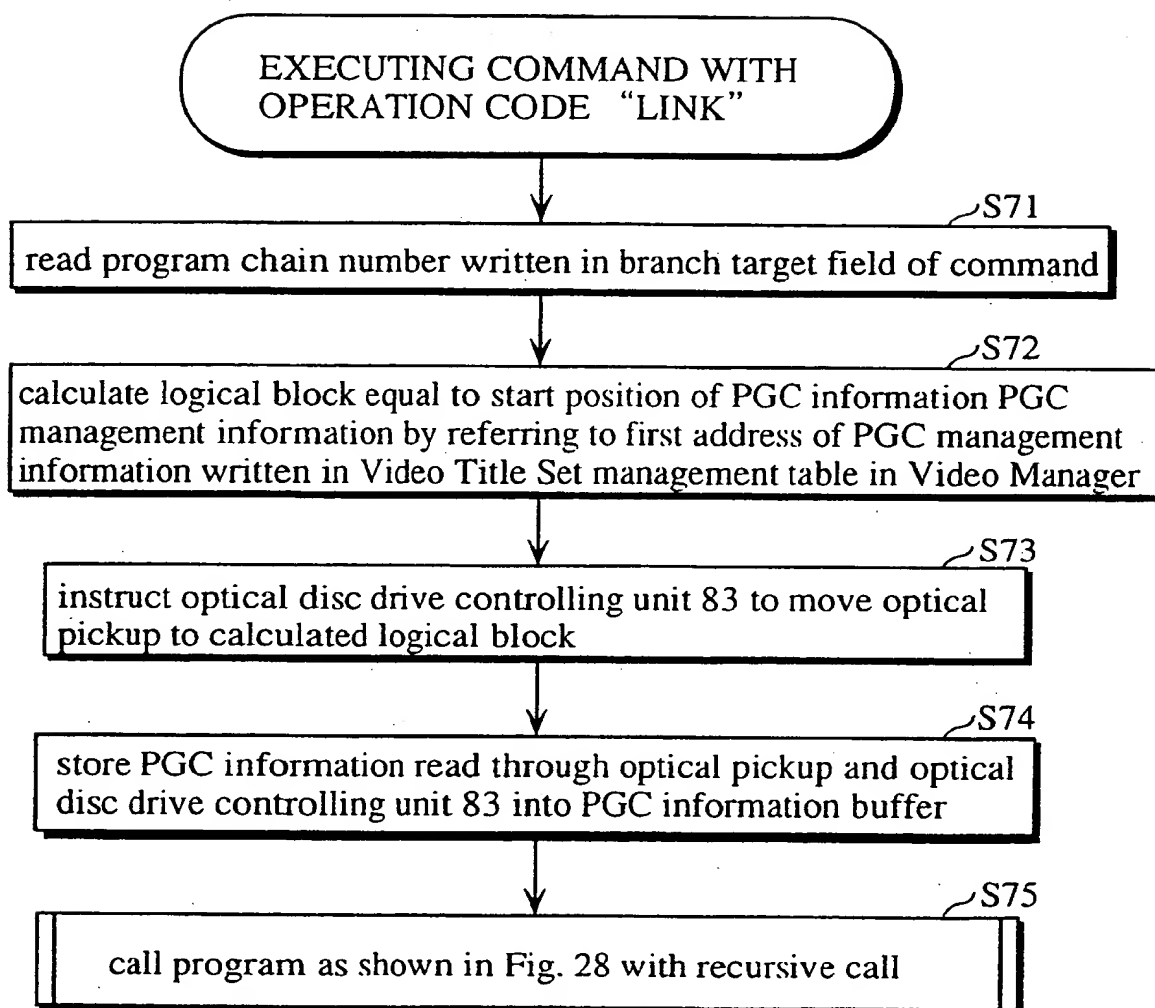 EXECUTING COMMAND WITH
OPERATION CODE “LINK”
S71
read program chain number written in branch target field of command
S72
calculate logical block equal to start position of PGC information PGC
management information by referring to first address of PGC management
information written in Video Title Set management table in Video Manager
S73
instruct optical disc drive controlling unit 83 to move optical
pickup to calculated logical block
S74
store PGC information read through optical pickup and optical
disc drive controlling unit 83 into PGC information buffer
S75
call program as shown in Fig. 28 with recursive call